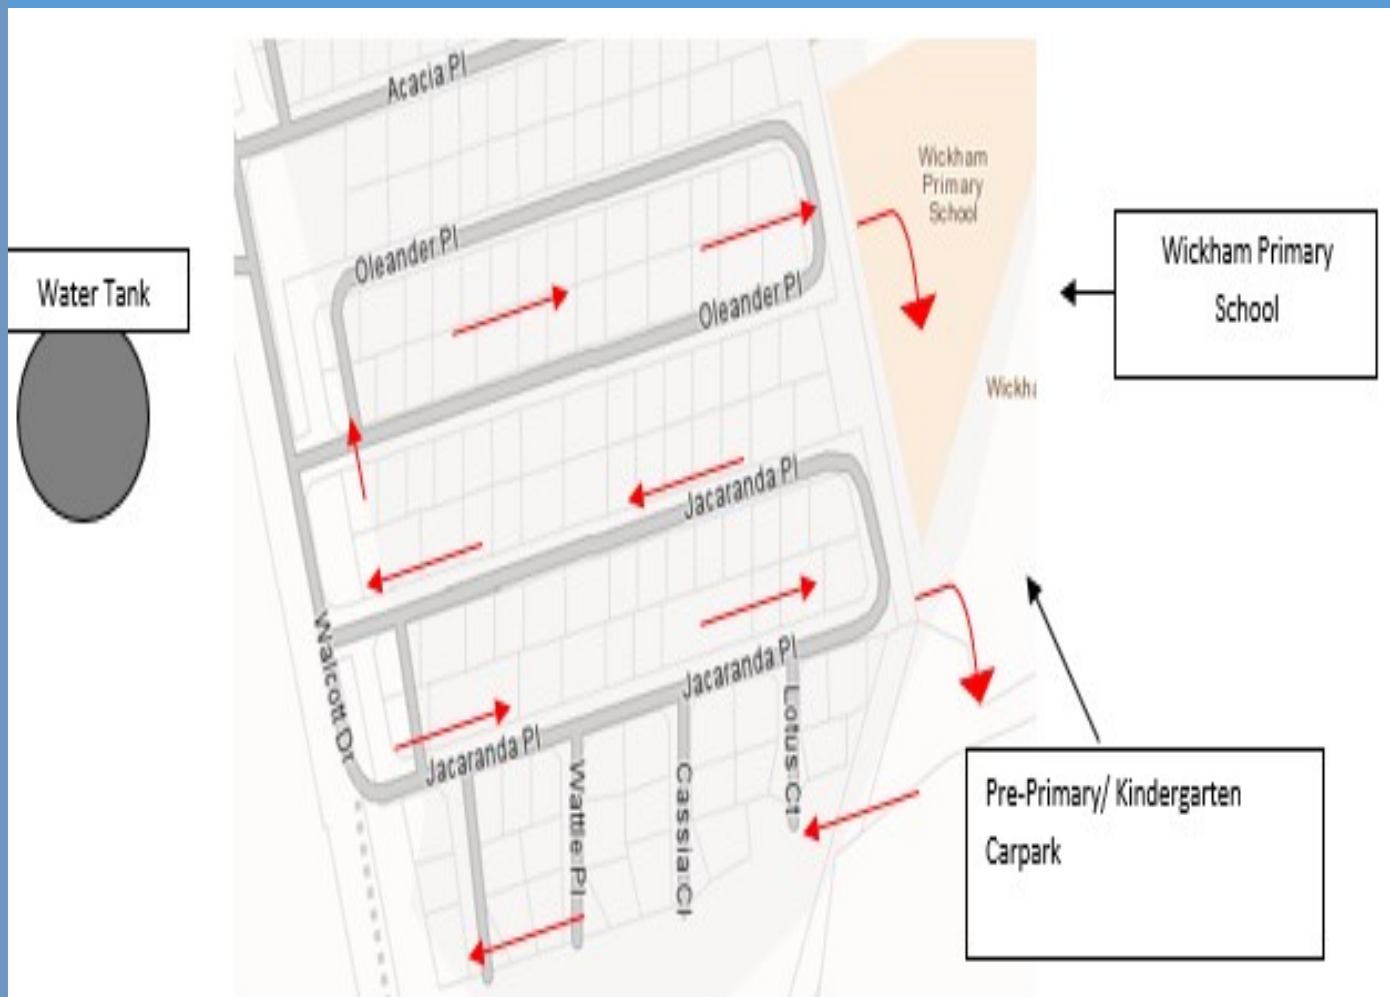 Acacia Pl
Wickham
Primary
School
Oleander Pl
Wickham Primary
School
Water Tank
Oleander Pl
Wickha
Jacaranda Pl
Walcott Dr
Jacaranda Pl
Lotus Ct
Jacaranda Pl
Wattle Pl
Cassia Cl
Pre-Primary/ Kindergarten
Carpark